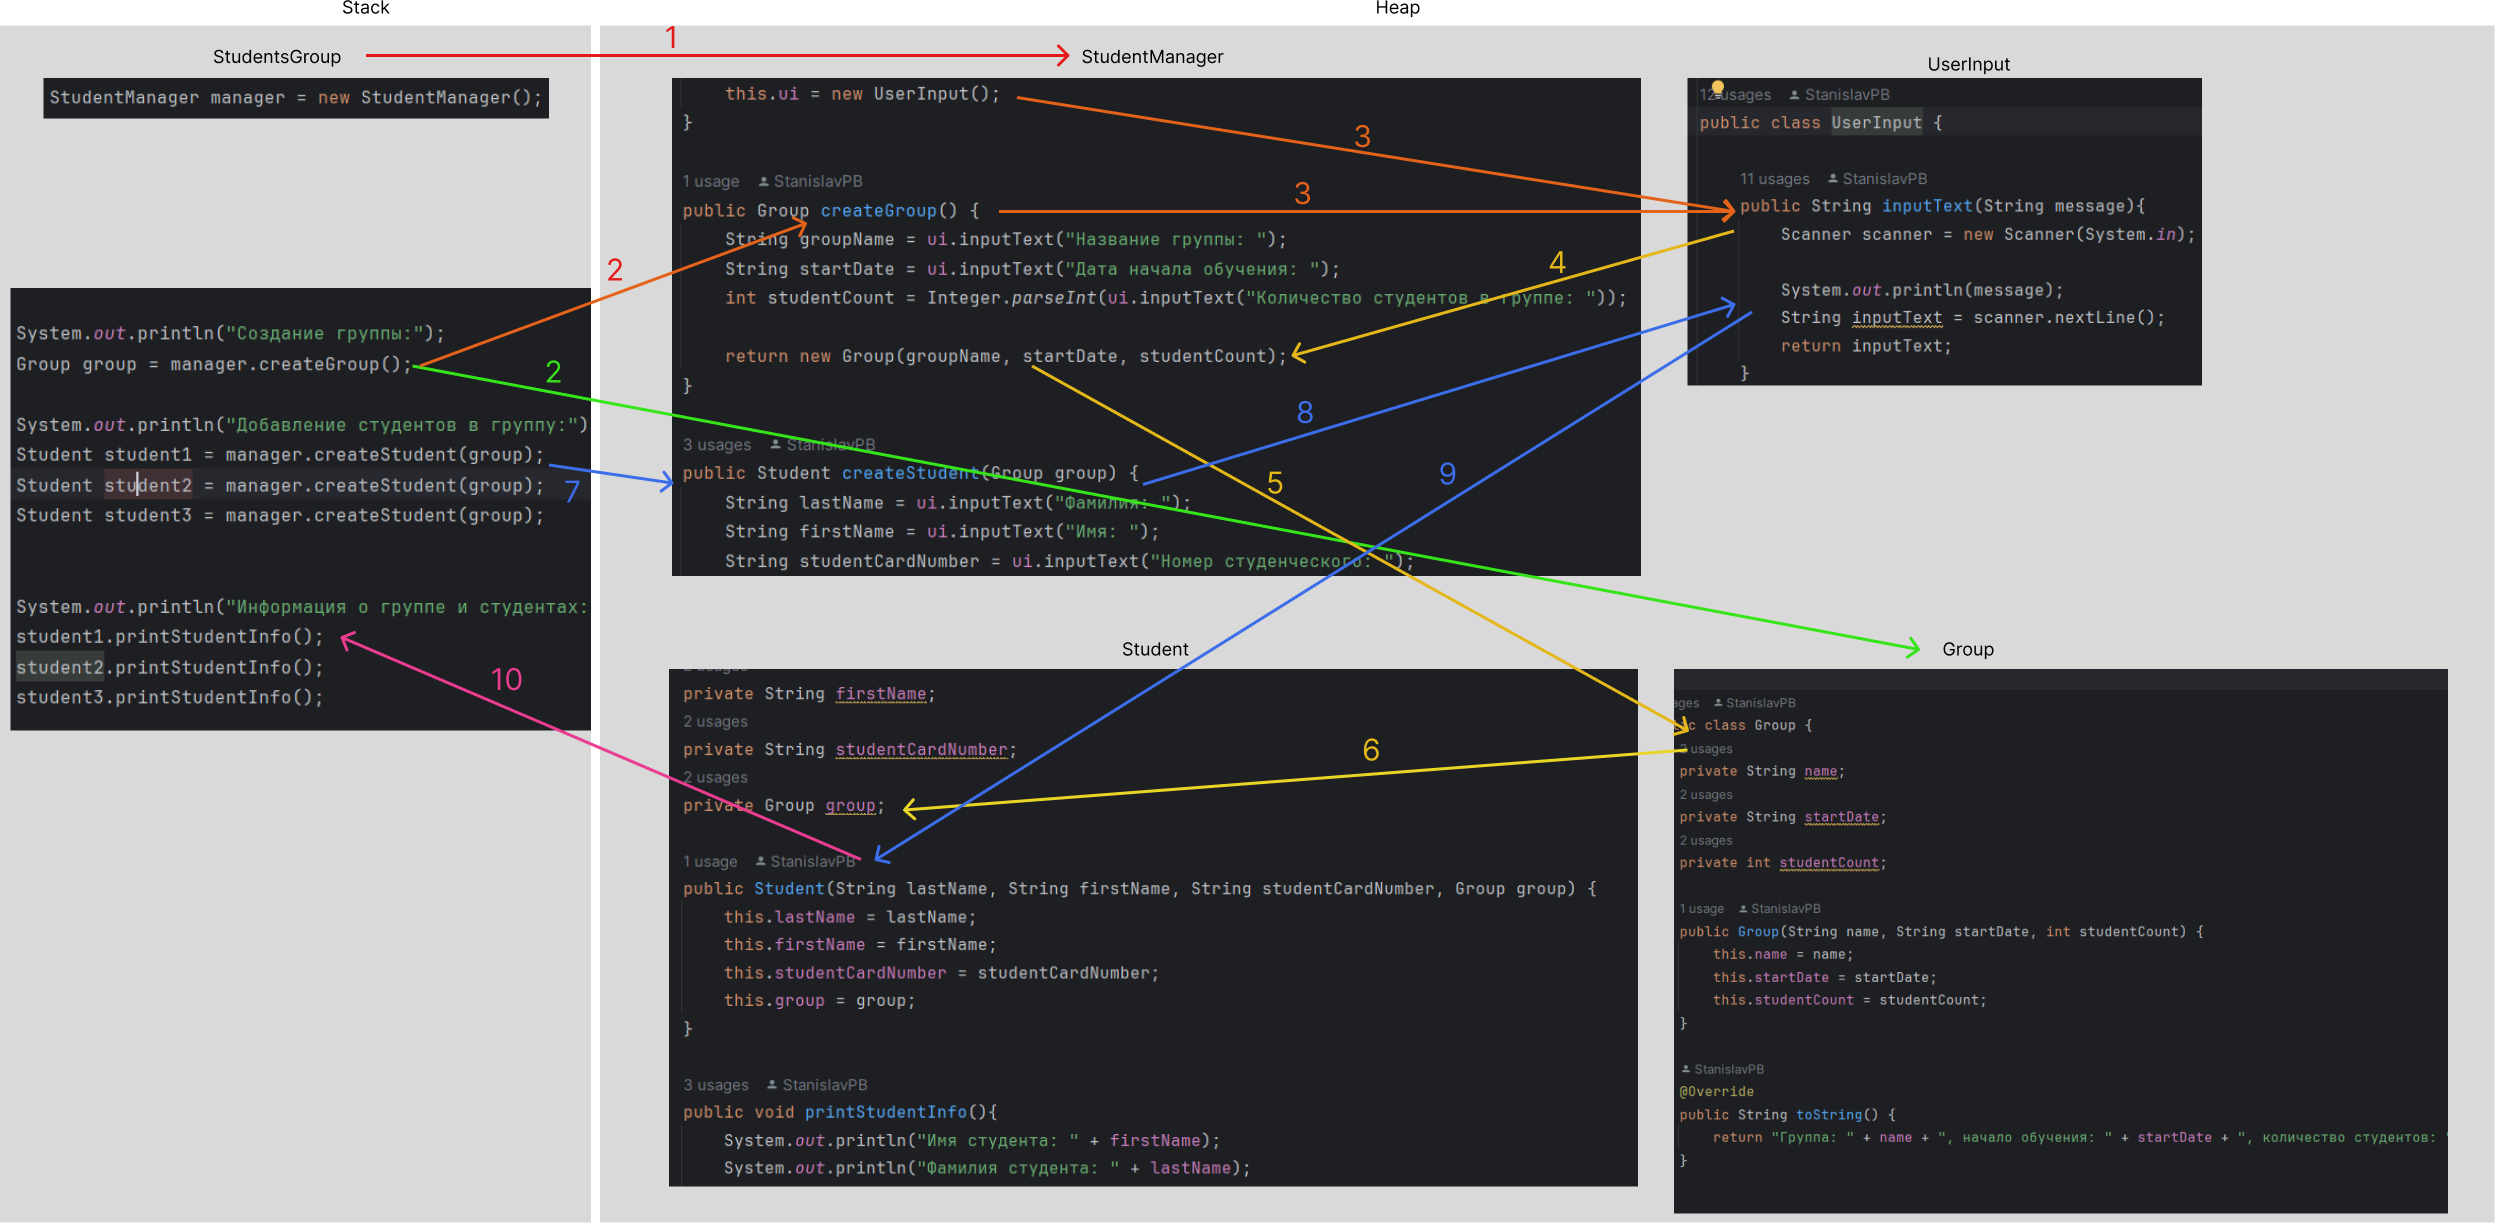 Stack
StudentsGroup
StudentManager manager = new StudentManager();
System.out.println("Создание группы:");
Group group = manager.createGroup();
System.out.println("Добавление студентов в группу:")
Student student1 = manager.createStudent(group);
Student student2 = manager.createStudent(group);
Student student3 = manager.createStudent(group);
System.out.println("Информация о группе и студентах:
student1.printStudentInfo();
student2.printStudentInfo();
student3.printStudentInfo();
Heap
1
2
2
3
3
4
5
6
7
8
9
10
StudentManager
this.ui = new UserInput();
}
1 usage StanislavPB
public Group createGroup() {
String groupName = ui.inputText("Название группы: ");
String startDate = ui.inputText("Дата начала обучения: ");
int studentCount = Integer.parseInt(ui.inputText("Количество студентов в группе: "));
return new Group(groupName, startDate, studentCount);
}
3 usages StanislavPB
public Student createStudent(Group group) {
String lastName = ui.inputText("Фамилия: ");
String firstName = ui.inputText("Имя: ");
String studentCardNumber = ui.inputText("Номер студенческого: ");
UserInput
12 usages StanislavPB
public class UserInput {
11 usages StanislavPB
public String inputText(String message){
Scanner scanner = new Scanner(System.in);
System.out.println(message);
String inputText = scanner.nextLine();
return inputText;
}
Student
2 usages
private String firstName;
2 usages
private String studentCardNumber;
2 usages
private Group group;
1 usage StanislavPB
public Student(String lastName, String firstName, String studentCardNumber, Group group) {
this.lastName = lastName;
this.firstName = firstName;
this.studentCardNumber = studentCardNumber;
this.group = group;
}
3 usages StanislavPB
public void printStudentInfo(){
System.out.println("Имя студента: " + firstName);
System.out.println("Фамилия студента: " + lastName);
Group
StanislavPB
class Group {
2 usages
private String name;
2 usages
private String startDate;
2 usages
private int studentCount;
1 usage StanislavPB
public Group(String name, String startDate, int studentCount) {
this.name = name;
this.startDate = startDate;
this.studentCount = studentCount;
}
StanislavPB
@Override
public String toString() {
return "Группа: " + name + ", начало обучения: " + startDate + ", количество студентов:
}